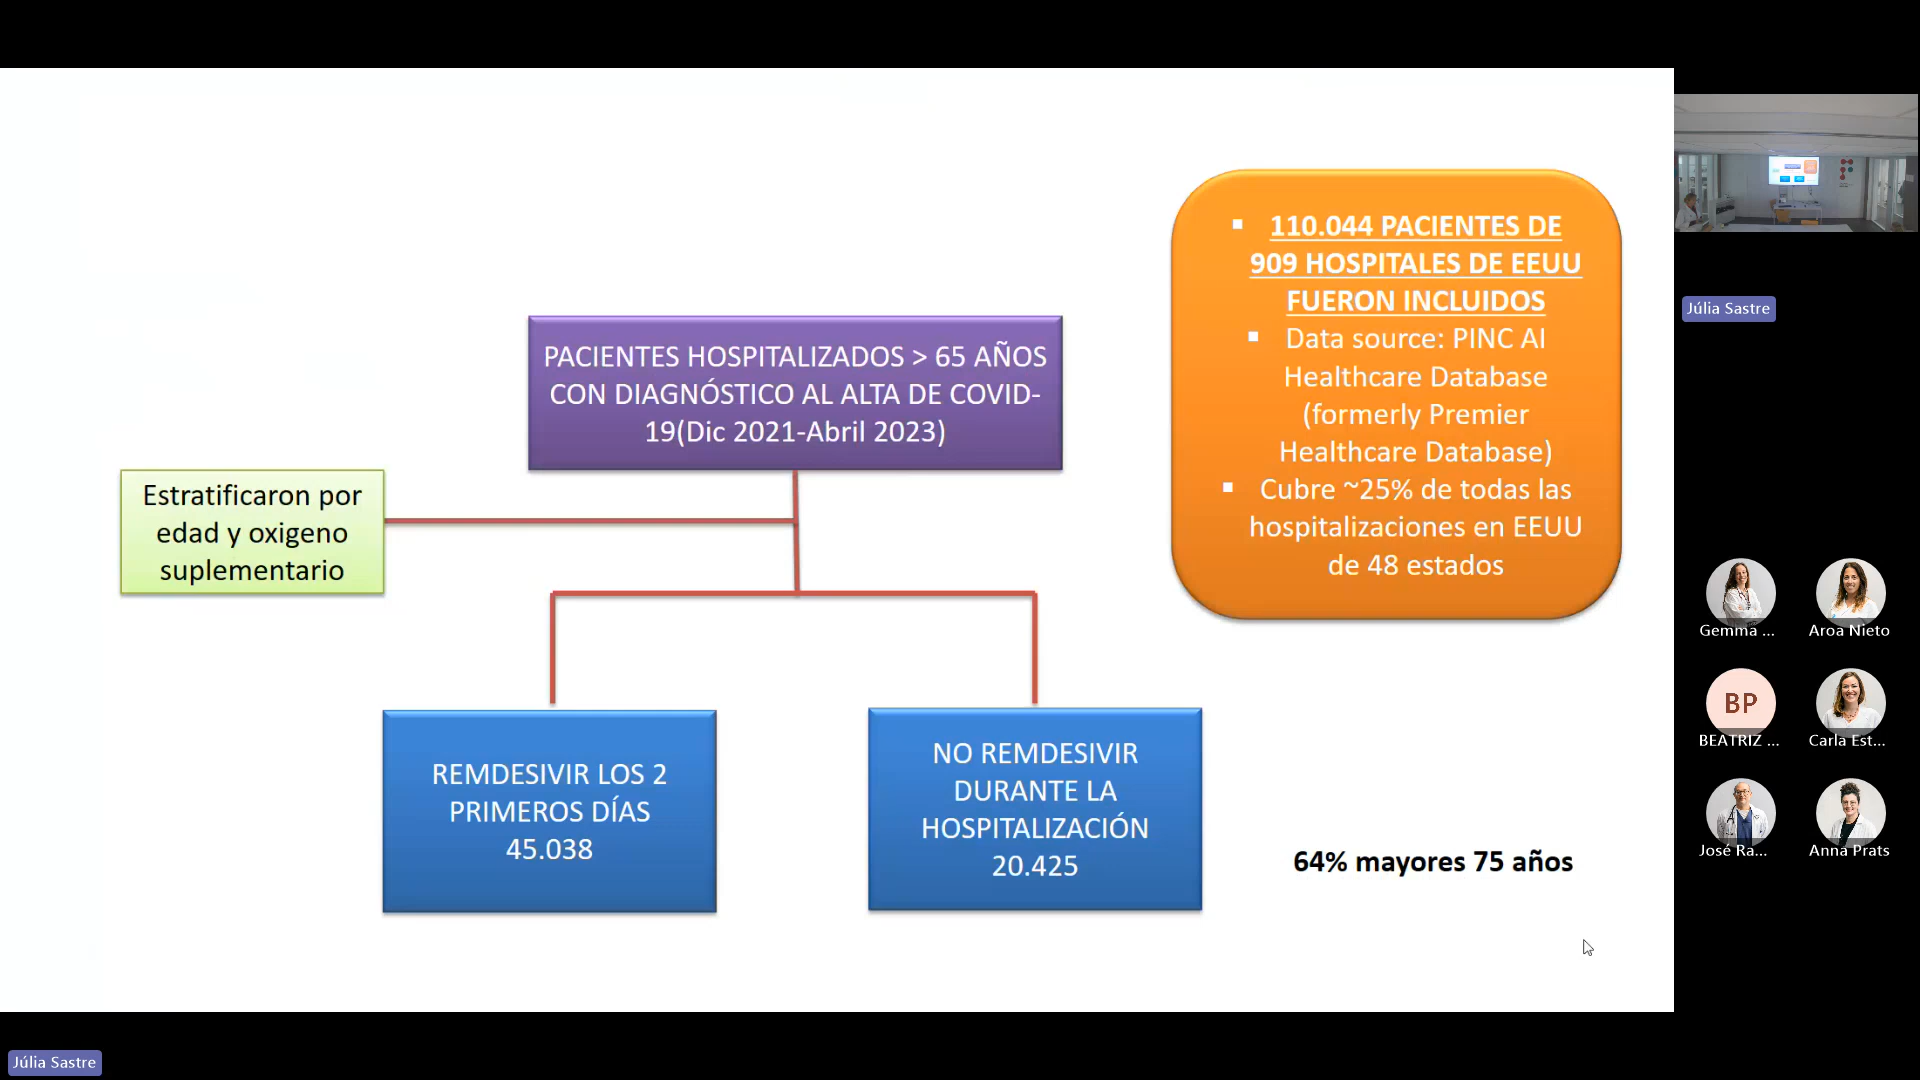 110.044 PACIENTES DE
909 HOSPITALES DE EEUU
FUERON INCLUIDOS
Data source: PINC AI
Healthcare Database
(formerly Premier
Healthcare Database)
Cubre ~25% de todas las
hospitalizaciones en EEUU
de 48 estados
PACIENTES HOSPITALIZADOS > 65 AÑOS
CON DIAGNÓSTICO AL ALTA DE COVID-
19(Dic 2021-Abril 2023)
Estratificaron por
edad y oxigeno
suplementario
REMDESIVIR LOS 2
PRIMEROS DÍAS
45.038
NO REMDESIVIR
DURANTE LA
HOSPITALIZACIÓN
20.425
64% mayores 75 años
Júlia Sastre
Gemma ...
Aroa Nieto
BP
BEATRIZ ...
Carla Est...
José Ra...
Anna Prats
Júlia Sastre